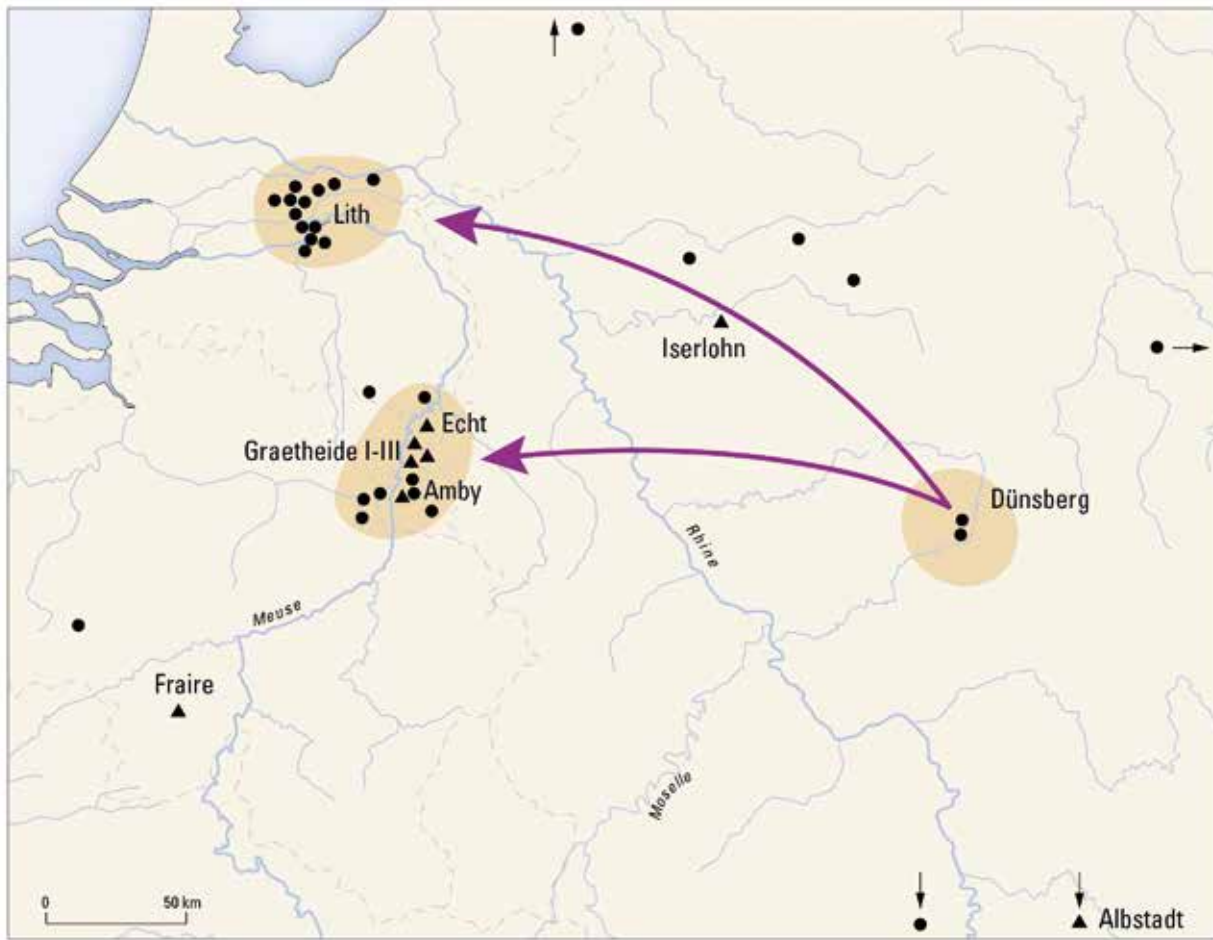 Lith
Iserlohn
Echt
Graetheide I-III
Amby
Dünsberg
Rhine
Meuse
Fraire
Moselle
0 50 km
Albstadt